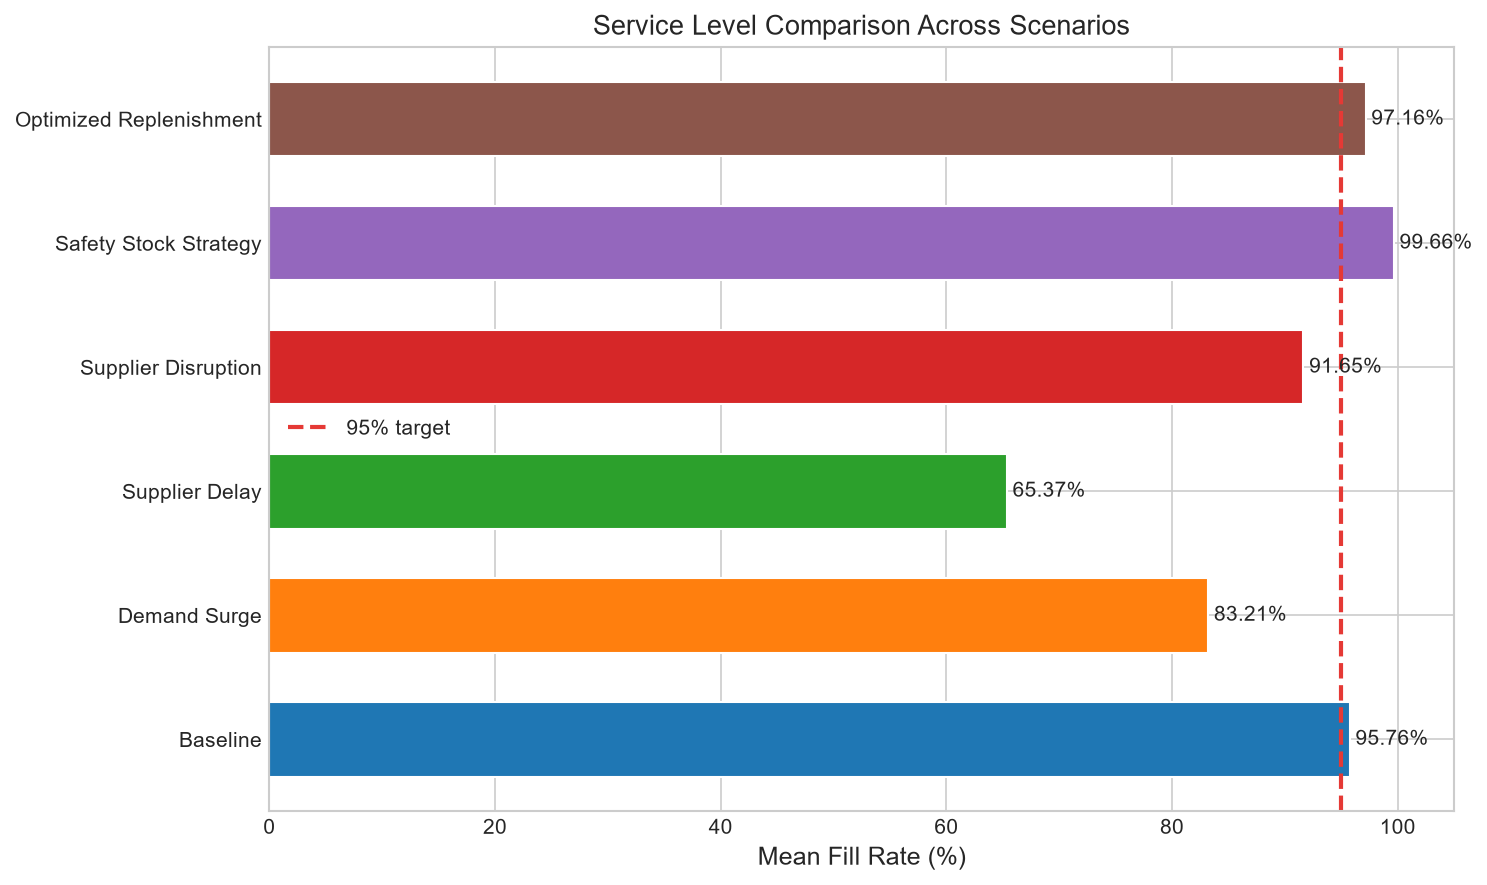 Service Level Comparison Across Scenarios
Optimized Replenishment
97.16%
Safety Stock Strategy
99.66%
Supplier Disruption
91.65%
95% target
Supplier Delay
65.37%
Demand Surge
83.21%
Baseline
95.76%
0 20 40 60 80 100
Mean Fill Rate (%)